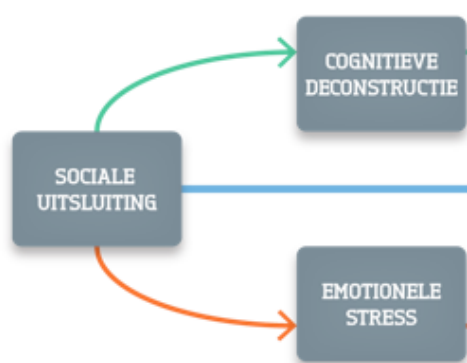 COGNITIEVE
DECONSTRUCTIE
SOCIALE
UITSLUITING
EMOTIONELE
STRESS